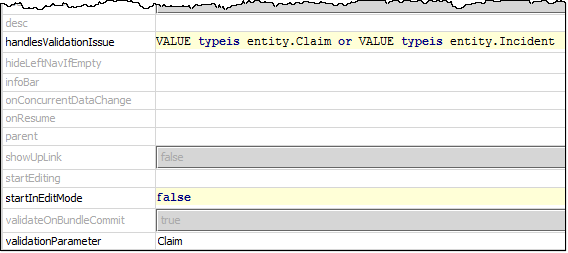 desc
handlesValidationIssue VALUE typeis entity.Claim or VALUE typeis entity.Incident
hideLeftNavIfEmpty
infoBar
onConcurrentDataChange
onResume
parent
showUpLink false
startEditing
startInEditMode false
validateOnBundleCommit true
validationParameter Claim